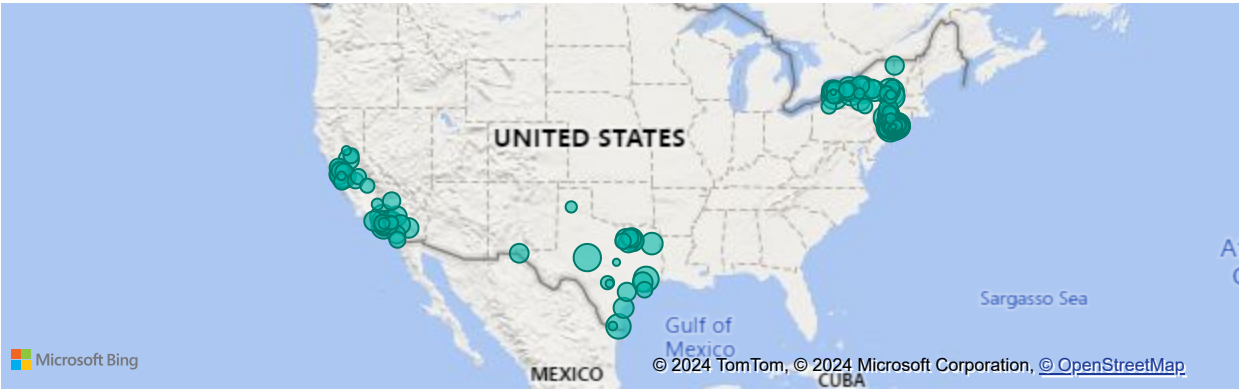 UNITED STATES
Sargasso Sea
Gulf of
Mexico
Microsoft Bing
© 2024 TomTom, © 2024 Microsoft Corporation, © OpenStreetMap
MEXICO
CUBA